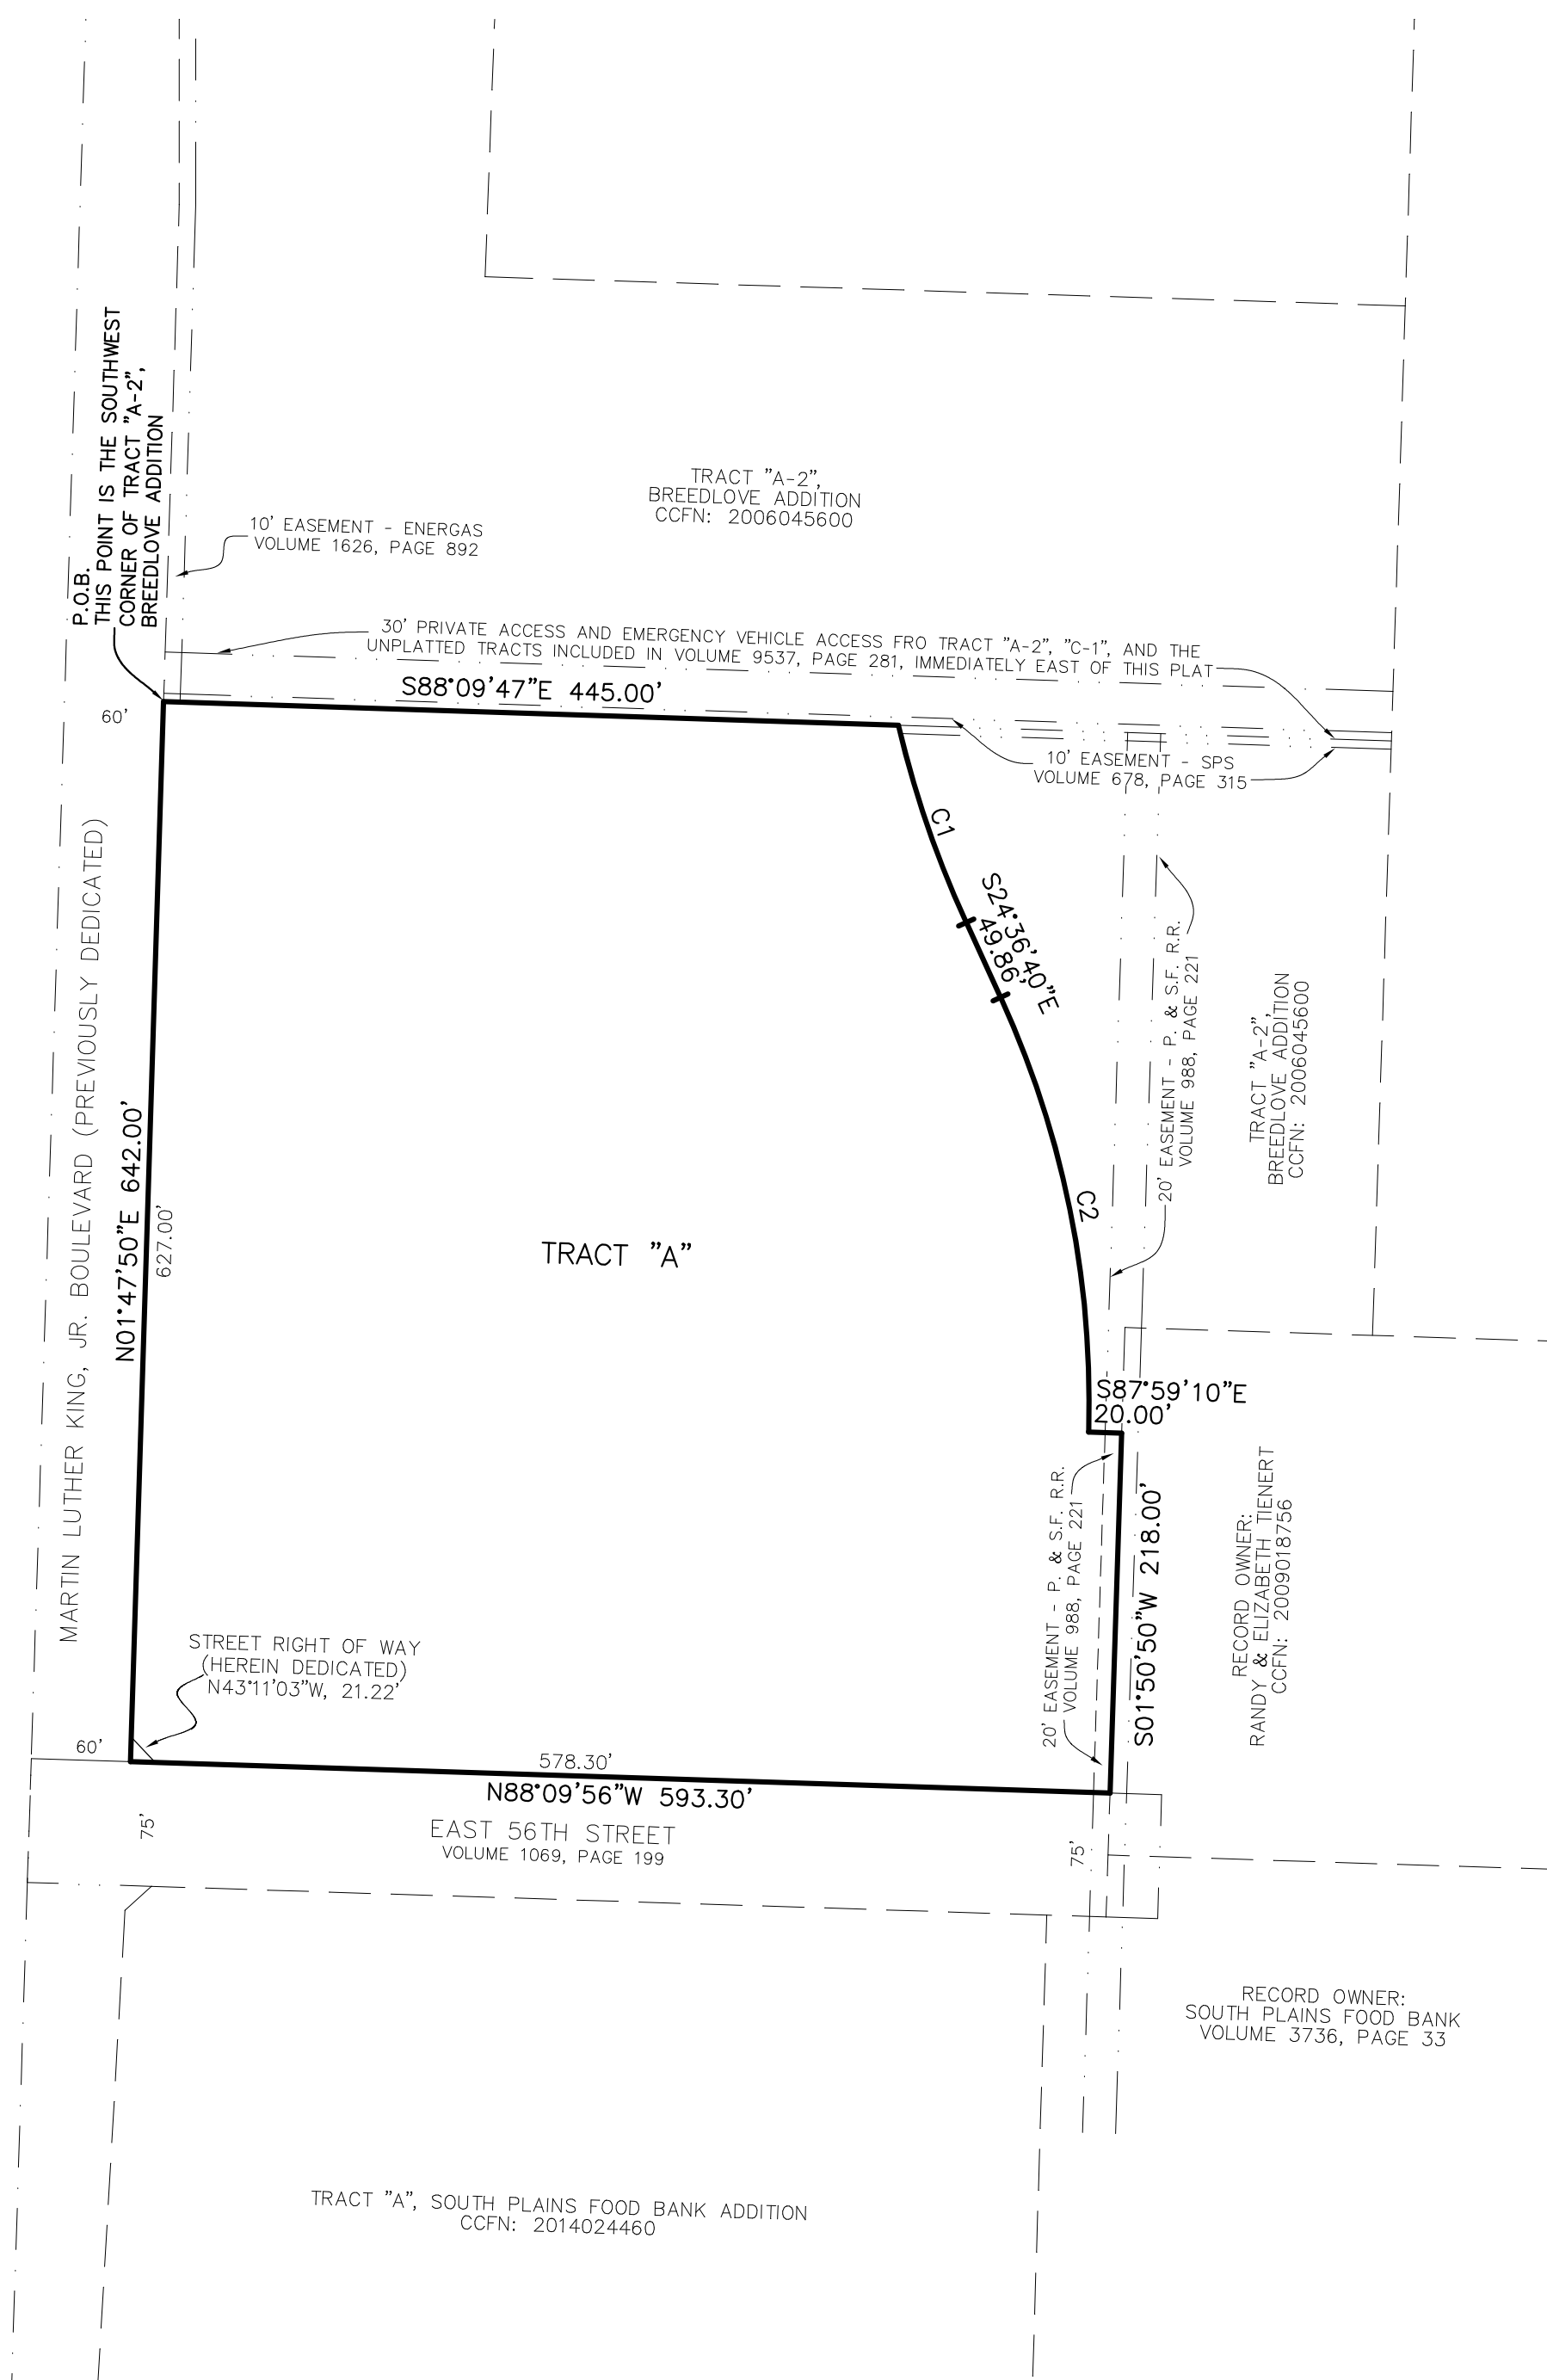 P.O.B.
THIS POINT IS THE SOUTHWEST
CORNER OF TRACT "A-2",
BREEDLOVE ADDITION
TRACT "A-2",
BREEDLOVE ADDITION
CCFN: 2006045600
10' EASEMENT - ENERGAS
VOLUME 1626, PAGE 892
30' PRIVATE ACCESS AND EMERGENCY VEHICLE ACCESS FRO TRACT "A-2", "C-1", AND THE
UNPLATTED TRACTS INCLUDED IN VOLUME 9537, PAGE 281, IMMEDIATELY EAST OF THIS PLAT
S88°09'47"E 445.00'
60'
10' EASEMENT - SPS
VOLUME 678, PAGE 315
C1
S24°36'40"E
49.86'
20' EASEMENT - P. & S.F. R.R.
VOLUME 988, PAGE 221
TRACT "A-2",
BREEDLOVE ADDITION
CCFN: 2006045600
MARTIN LUTHER KING, JR. BOULEVARD (PREVIOUSLY DEDICATED)
N01°47'50"E 642.00'
627.00'
TRACT "A"
C2
S87°59'10"E
20.00'
20' EASEMENT - P. & S.F. R.R.
VOLUME 988, PAGE 221
S01°50'50"W 218.00'
RECORD OWNER:
RANDY & ELIZABETH TIENERT
CCFN: 2009018756
STREET RIGHT OF WAY
(HEREIN DEDICATED)
N43°11'03"W, 21.22'
60'
578.30'
N88°09'56"W 593.30'
75'
EAST 56TH STREET
VOLUME 1069, PAGE 199
75'
RECORD OWNER:
SOUTH PLAINS FOOD BANK
VOLUME 3736, PAGE 33
TRACT "A", SOUTH PLAINS FOOD BANK ADDITION
CCFN: 2014024460